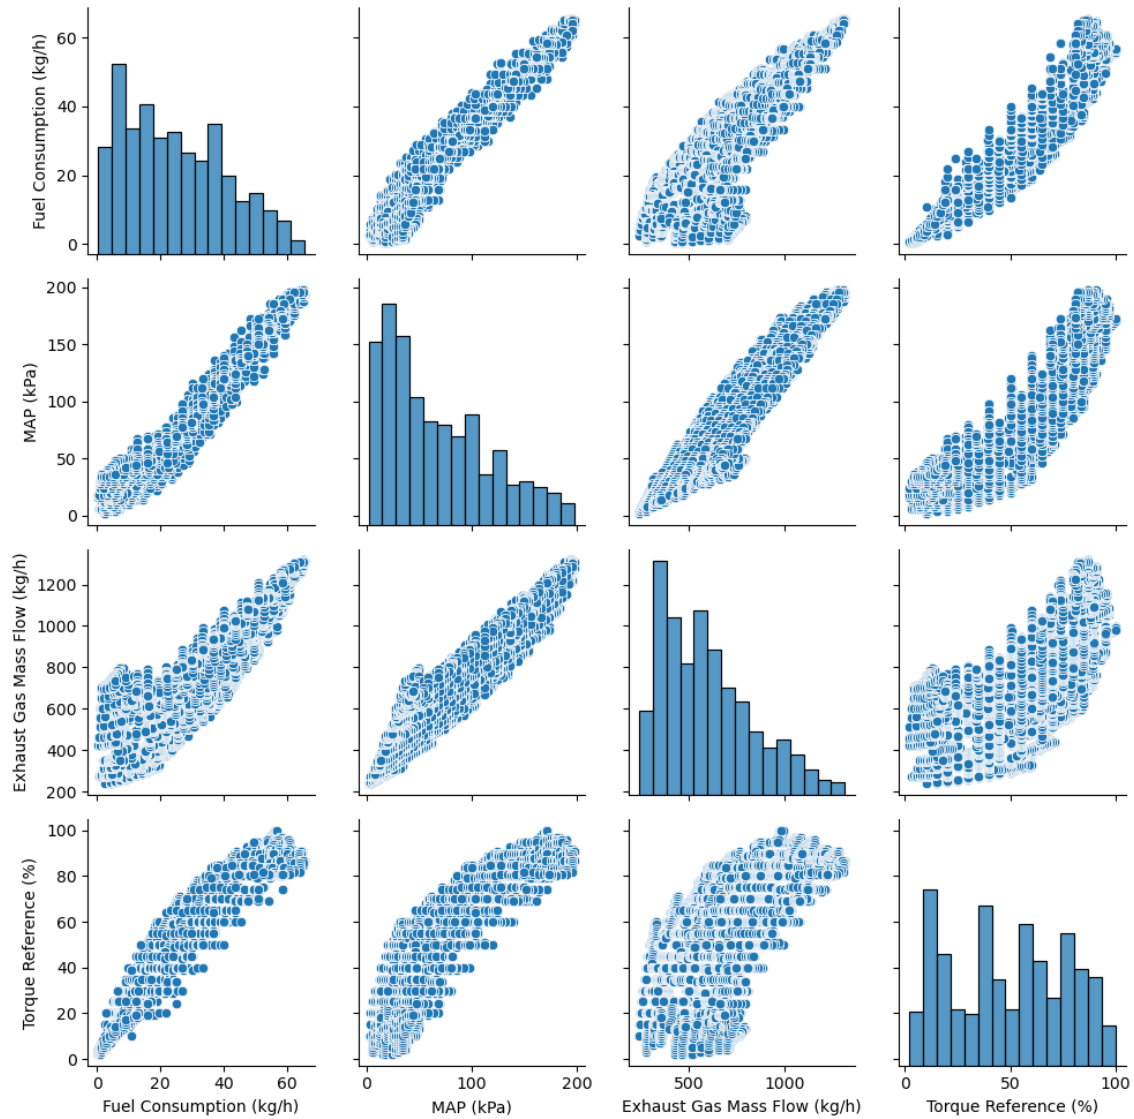 Fuel Consumption (kg/h)
60
40
20
0
MAP (kPa)
200
150
100
50
0
Exhaust Gas Mass Flow (kg/h)
1200
1000
800
600
400
200
Torque Reference (%)
100
80
60
40
20
0
0 20 40 60
0 100 200
500 1000
0 50 100
Fuel Consumption (kg/h)
MAP (kPa)
Exhaust Gas Mass Flow (kg/h)
Torque Reference (%)